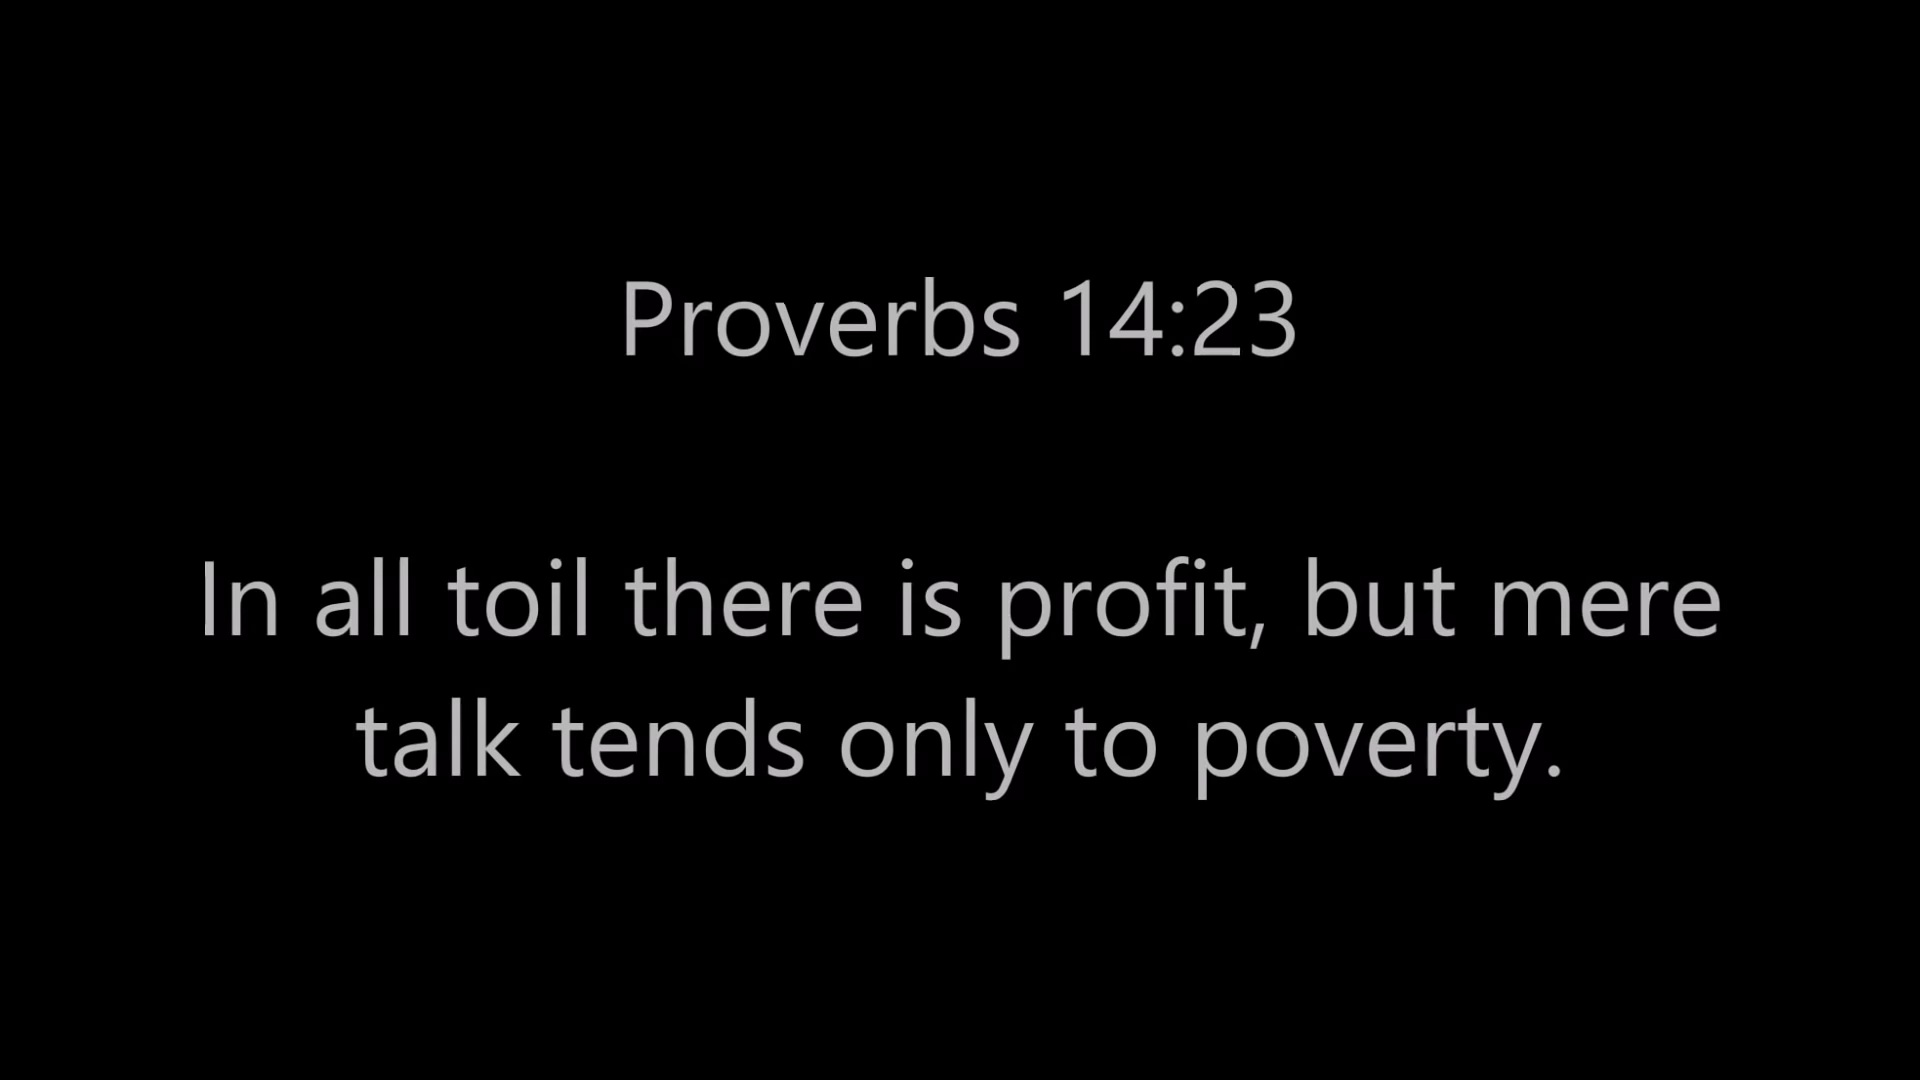 Proverbs 14:23
In all toil there is profit, but mere
talk tends only to poverty.